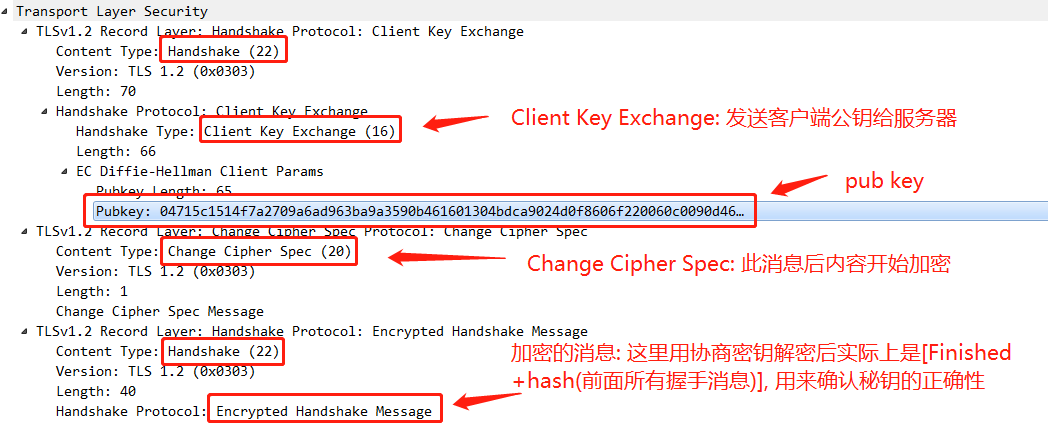 Transport Layer Security
TLSv1.2 Record Layer: Handshake Protocol: Client Key Exchange
Content Type: Handshake (22)
Version: TLS 1.2 (0x0303)
Length: 70
Handshake Protocol: Client Key Exchange
Handshake Type: Client Key Exchange (16)
Client Key Exchange: 发送客户端公钥给服务器
Length: 66
EC Diffie-Hellman Client Params
Pubkey Length: 65
pub key
Pubkey: 04715c1514f7a2709a6ad963ba9a3590b461601304bdca9024d0f8606f220060c0090d46…
TLSv1.2 Record Layer: Change Cipher Spec Protocol: Change Cipher Spec
Content Type: Change Cipher Spec (20)
Change Cipher Spec: 此消息后内容开始加密
Version: TLS 1.2 (0x0303)
Length: 1
Change Cipher Spec Message
TLSv1.2 Record Layer: Handshake Protocol: Encrypted Handshake Message
Content Type: Handshake (22)
加密的消息: 这里用协商密钥解密后实际上是[Finished
+hash(前面所有握手消息)], 用来确认秘钥的正确性
Version: TLS 1.2 (0x0303)
Length: 40
Handshake Protocol: Encrypted Handshake Message